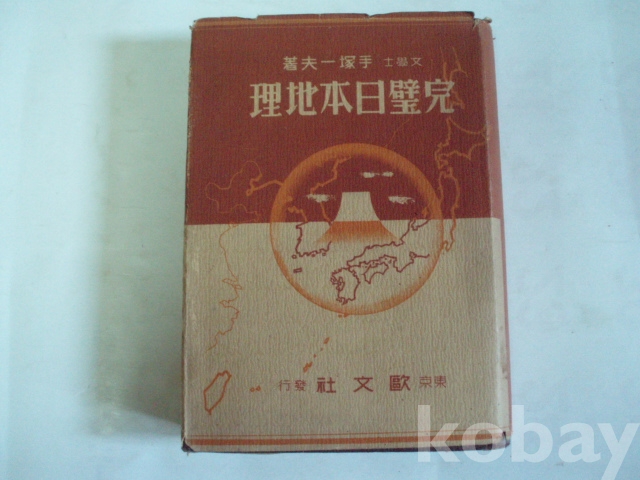 文學士 手塚一夫著
完璧日本地理
東京 歐文社 發行
kobay